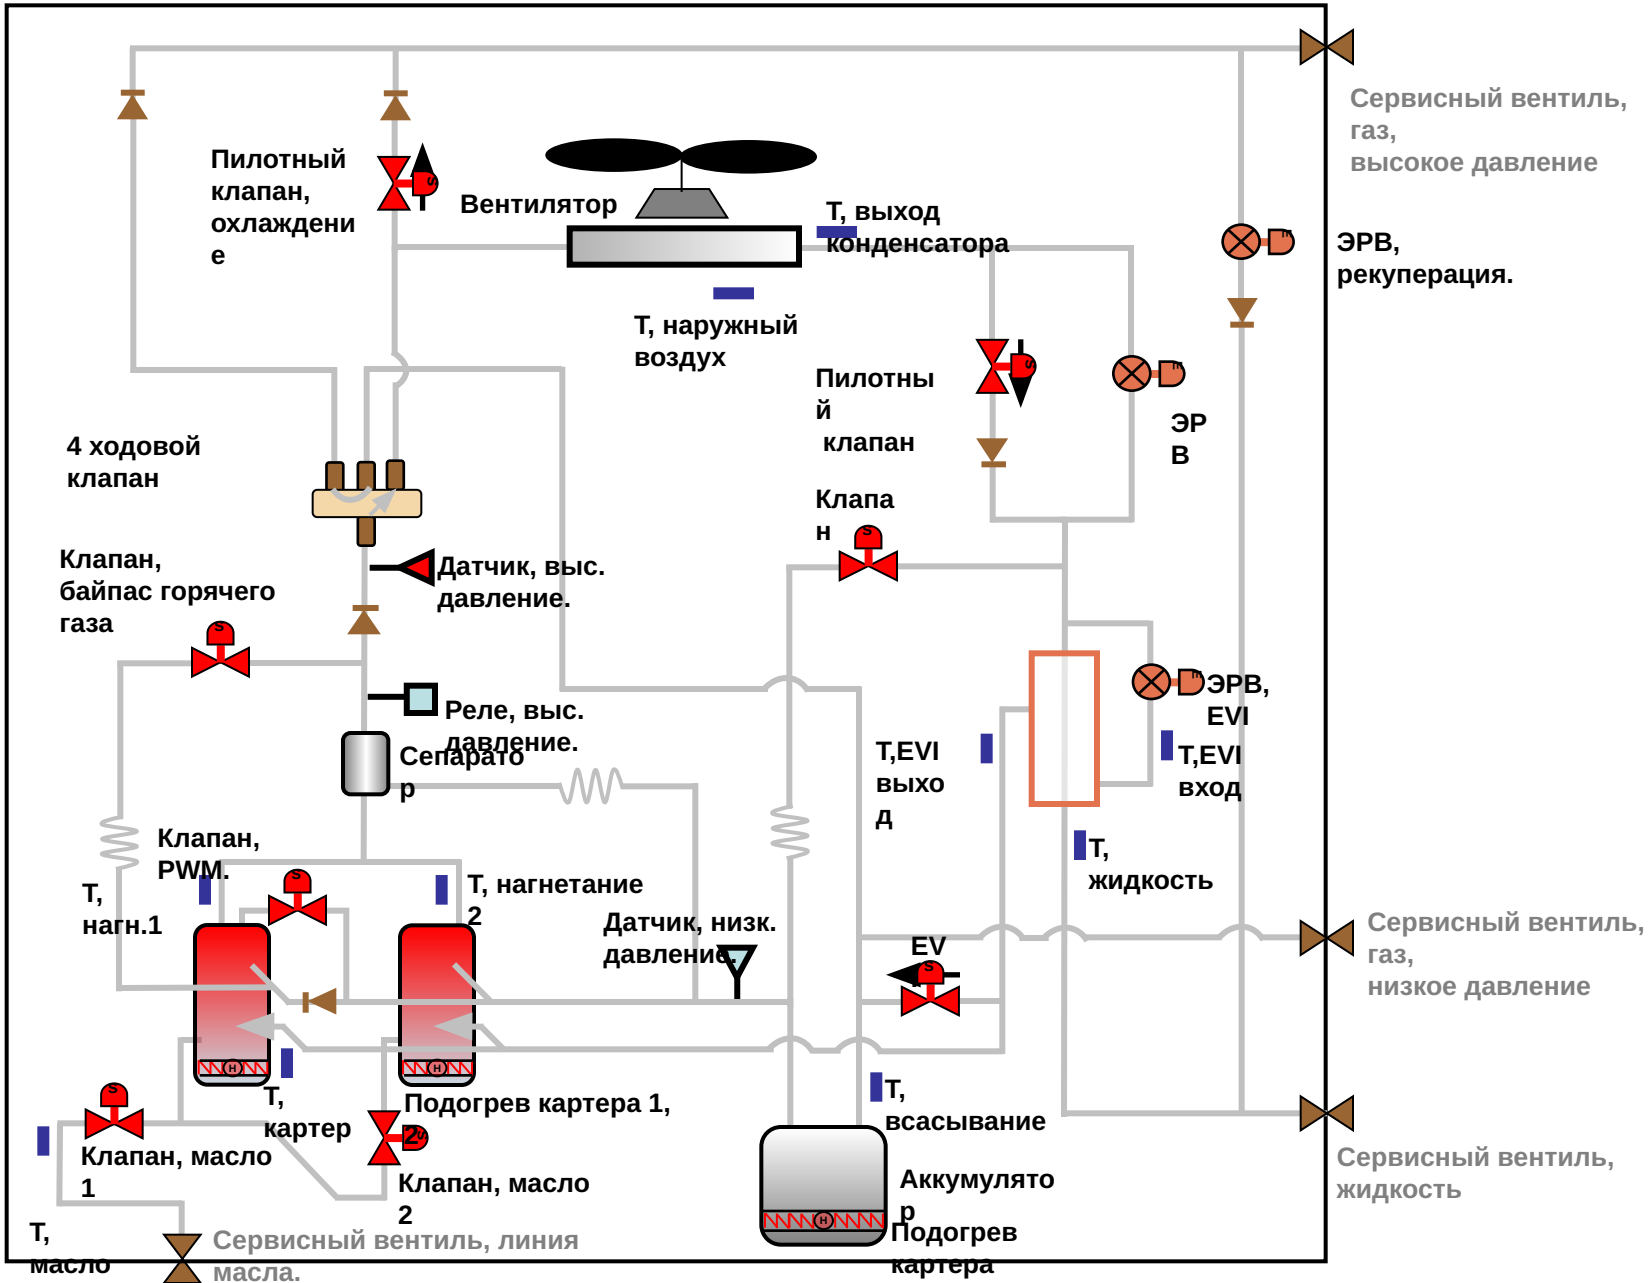 Сервисный вентиль,
газ,
высокое давление
Пилотный
клапан,
охлаждени
е
S
Вентилятор
T, выход
конденсатора
E
ЭРВ,
рекуперация.
T, наружный
воздух
Пилотны
й
клапан
S
E
ЭР
В
4 ходовой
клапан
Клапа
н
S
Клапан,
байпас горячего
газа
S
Датчик, выс.
давление.
Реле, выс.
давление.
Сепарато
р
E
ЭРВ,
EVI
T,EVI
выхо
д
T,EVI
вход
Клапан,
PWM.
S
T,
нагн.1
T, нагнетание
2
T,
жидкость
Датчик, низк.
давление.
EV
S
Сервисный вентиль,
газ,
низкое давление
H
H
T,
картер
Подогрев картера 1,
2
S
T,
всасывание
S
Клапан, масло
1
Клапан, масло
2
Аккумулято
р
H
Подогрев
картера
Сервисный вентиль,
жидкость
T,
масло
Сервисный вентиль, линия
масла.